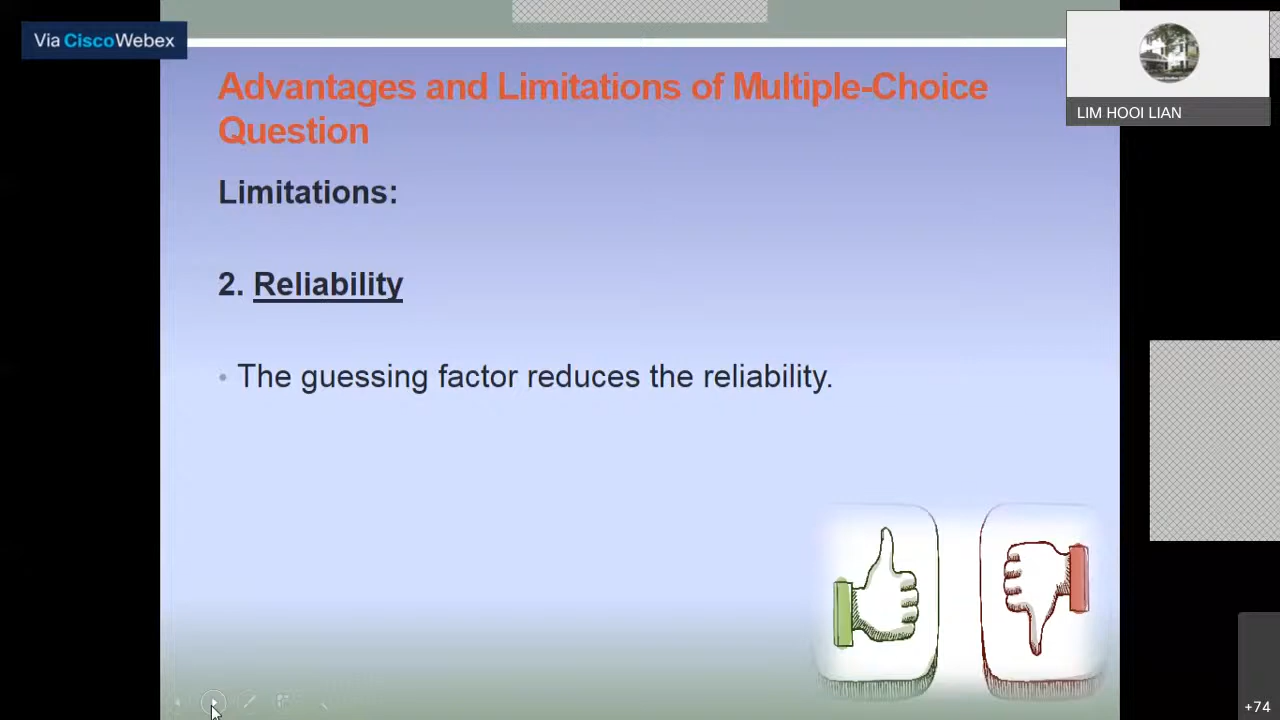 Via CiscoWebex
LIM HOOI LIAN
Advantages and Limitations of Multiple-Choice
Question
Limitations:
2. Reliability
• The guessing factor reduces the reliability.
+74